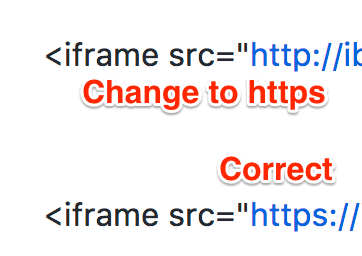 <iframe src="http://ib
Change to https
Correct
<iframe src="https://